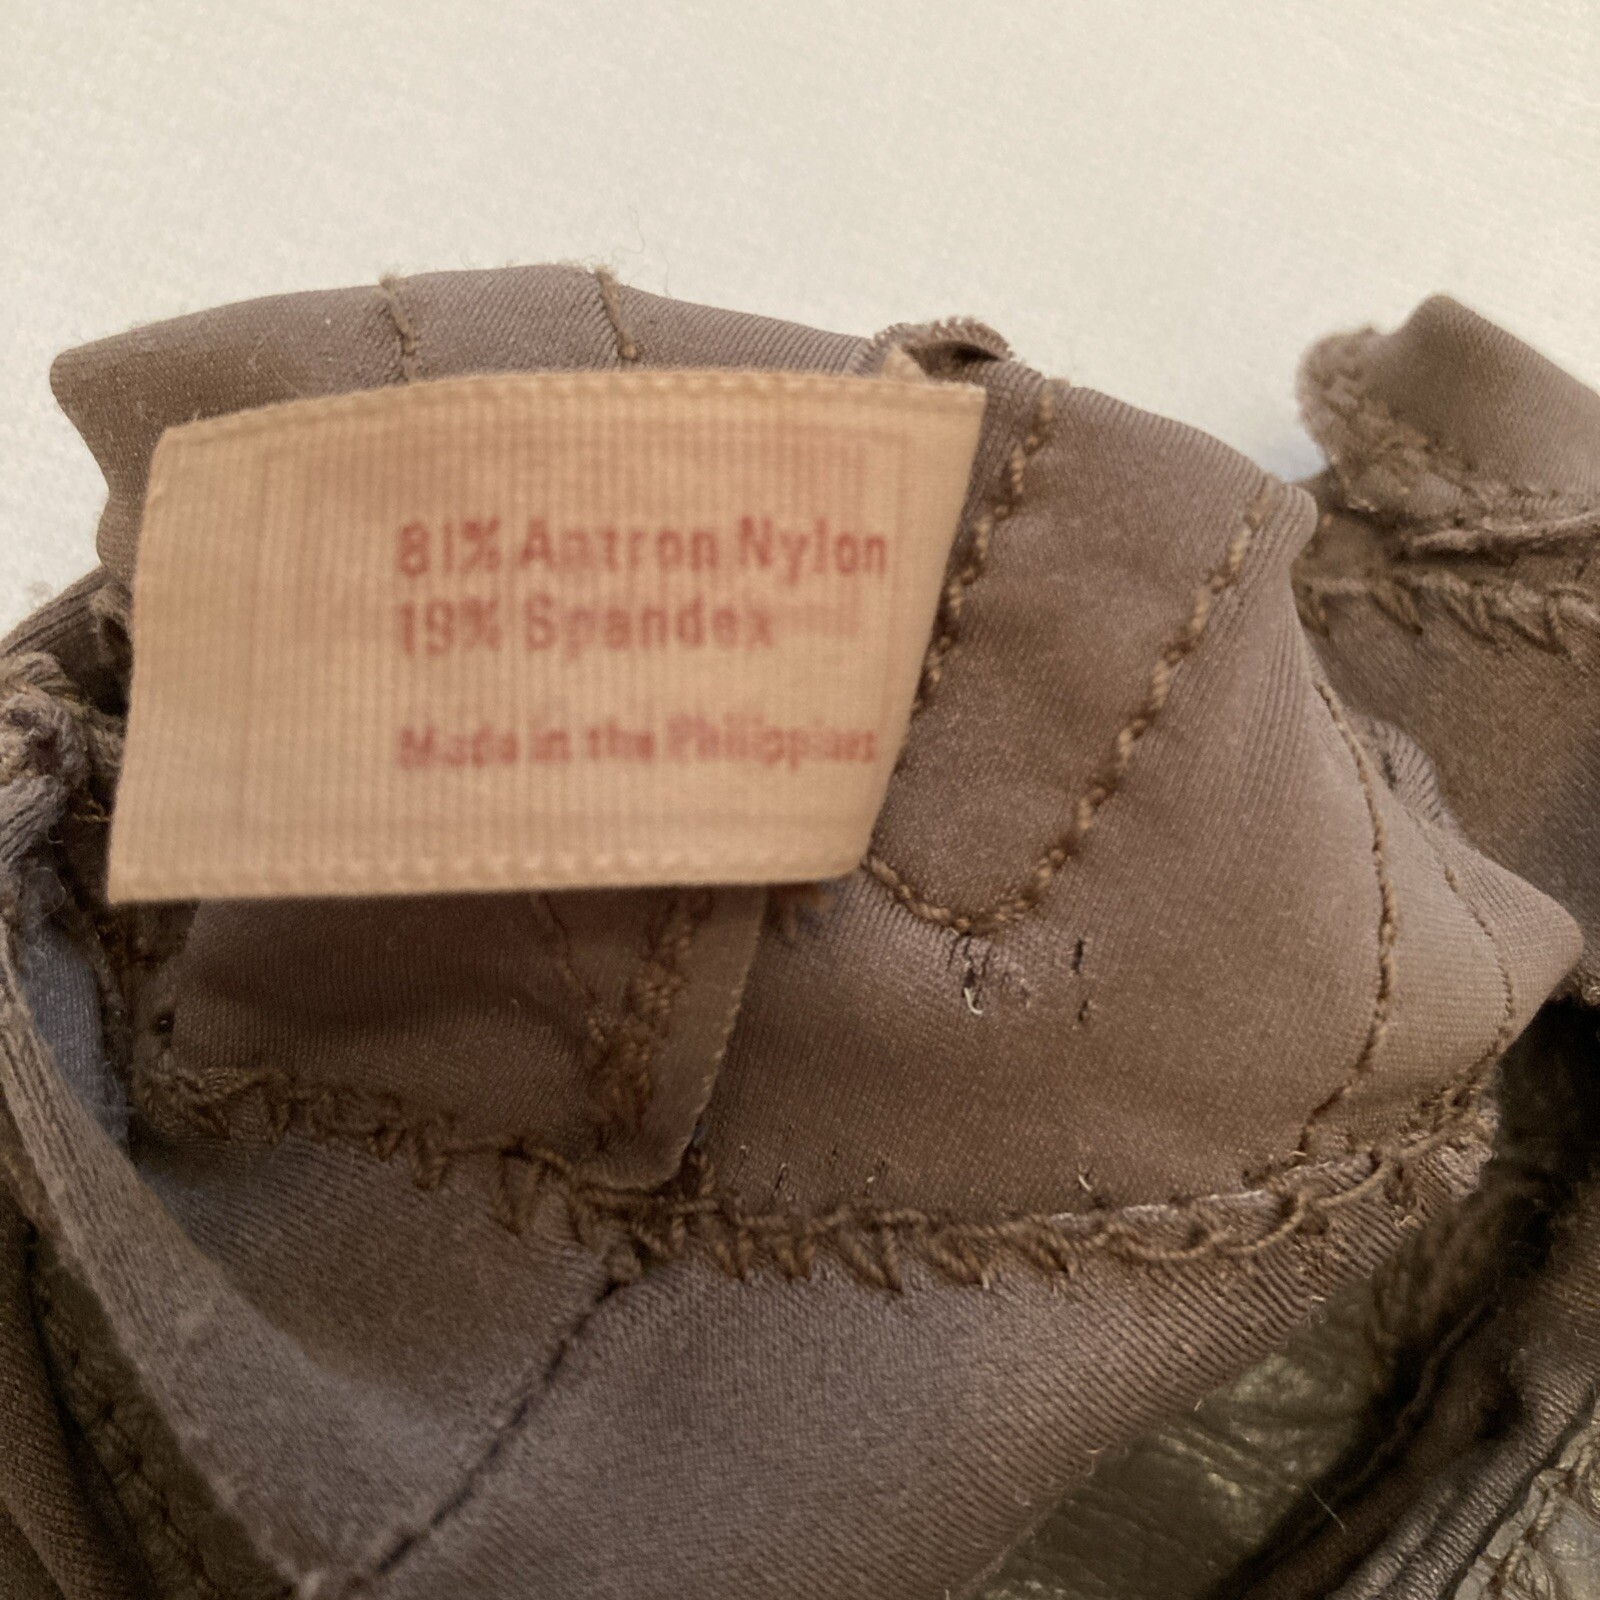 81% Antron Nylon
19% Spandex
Made in the Philippines